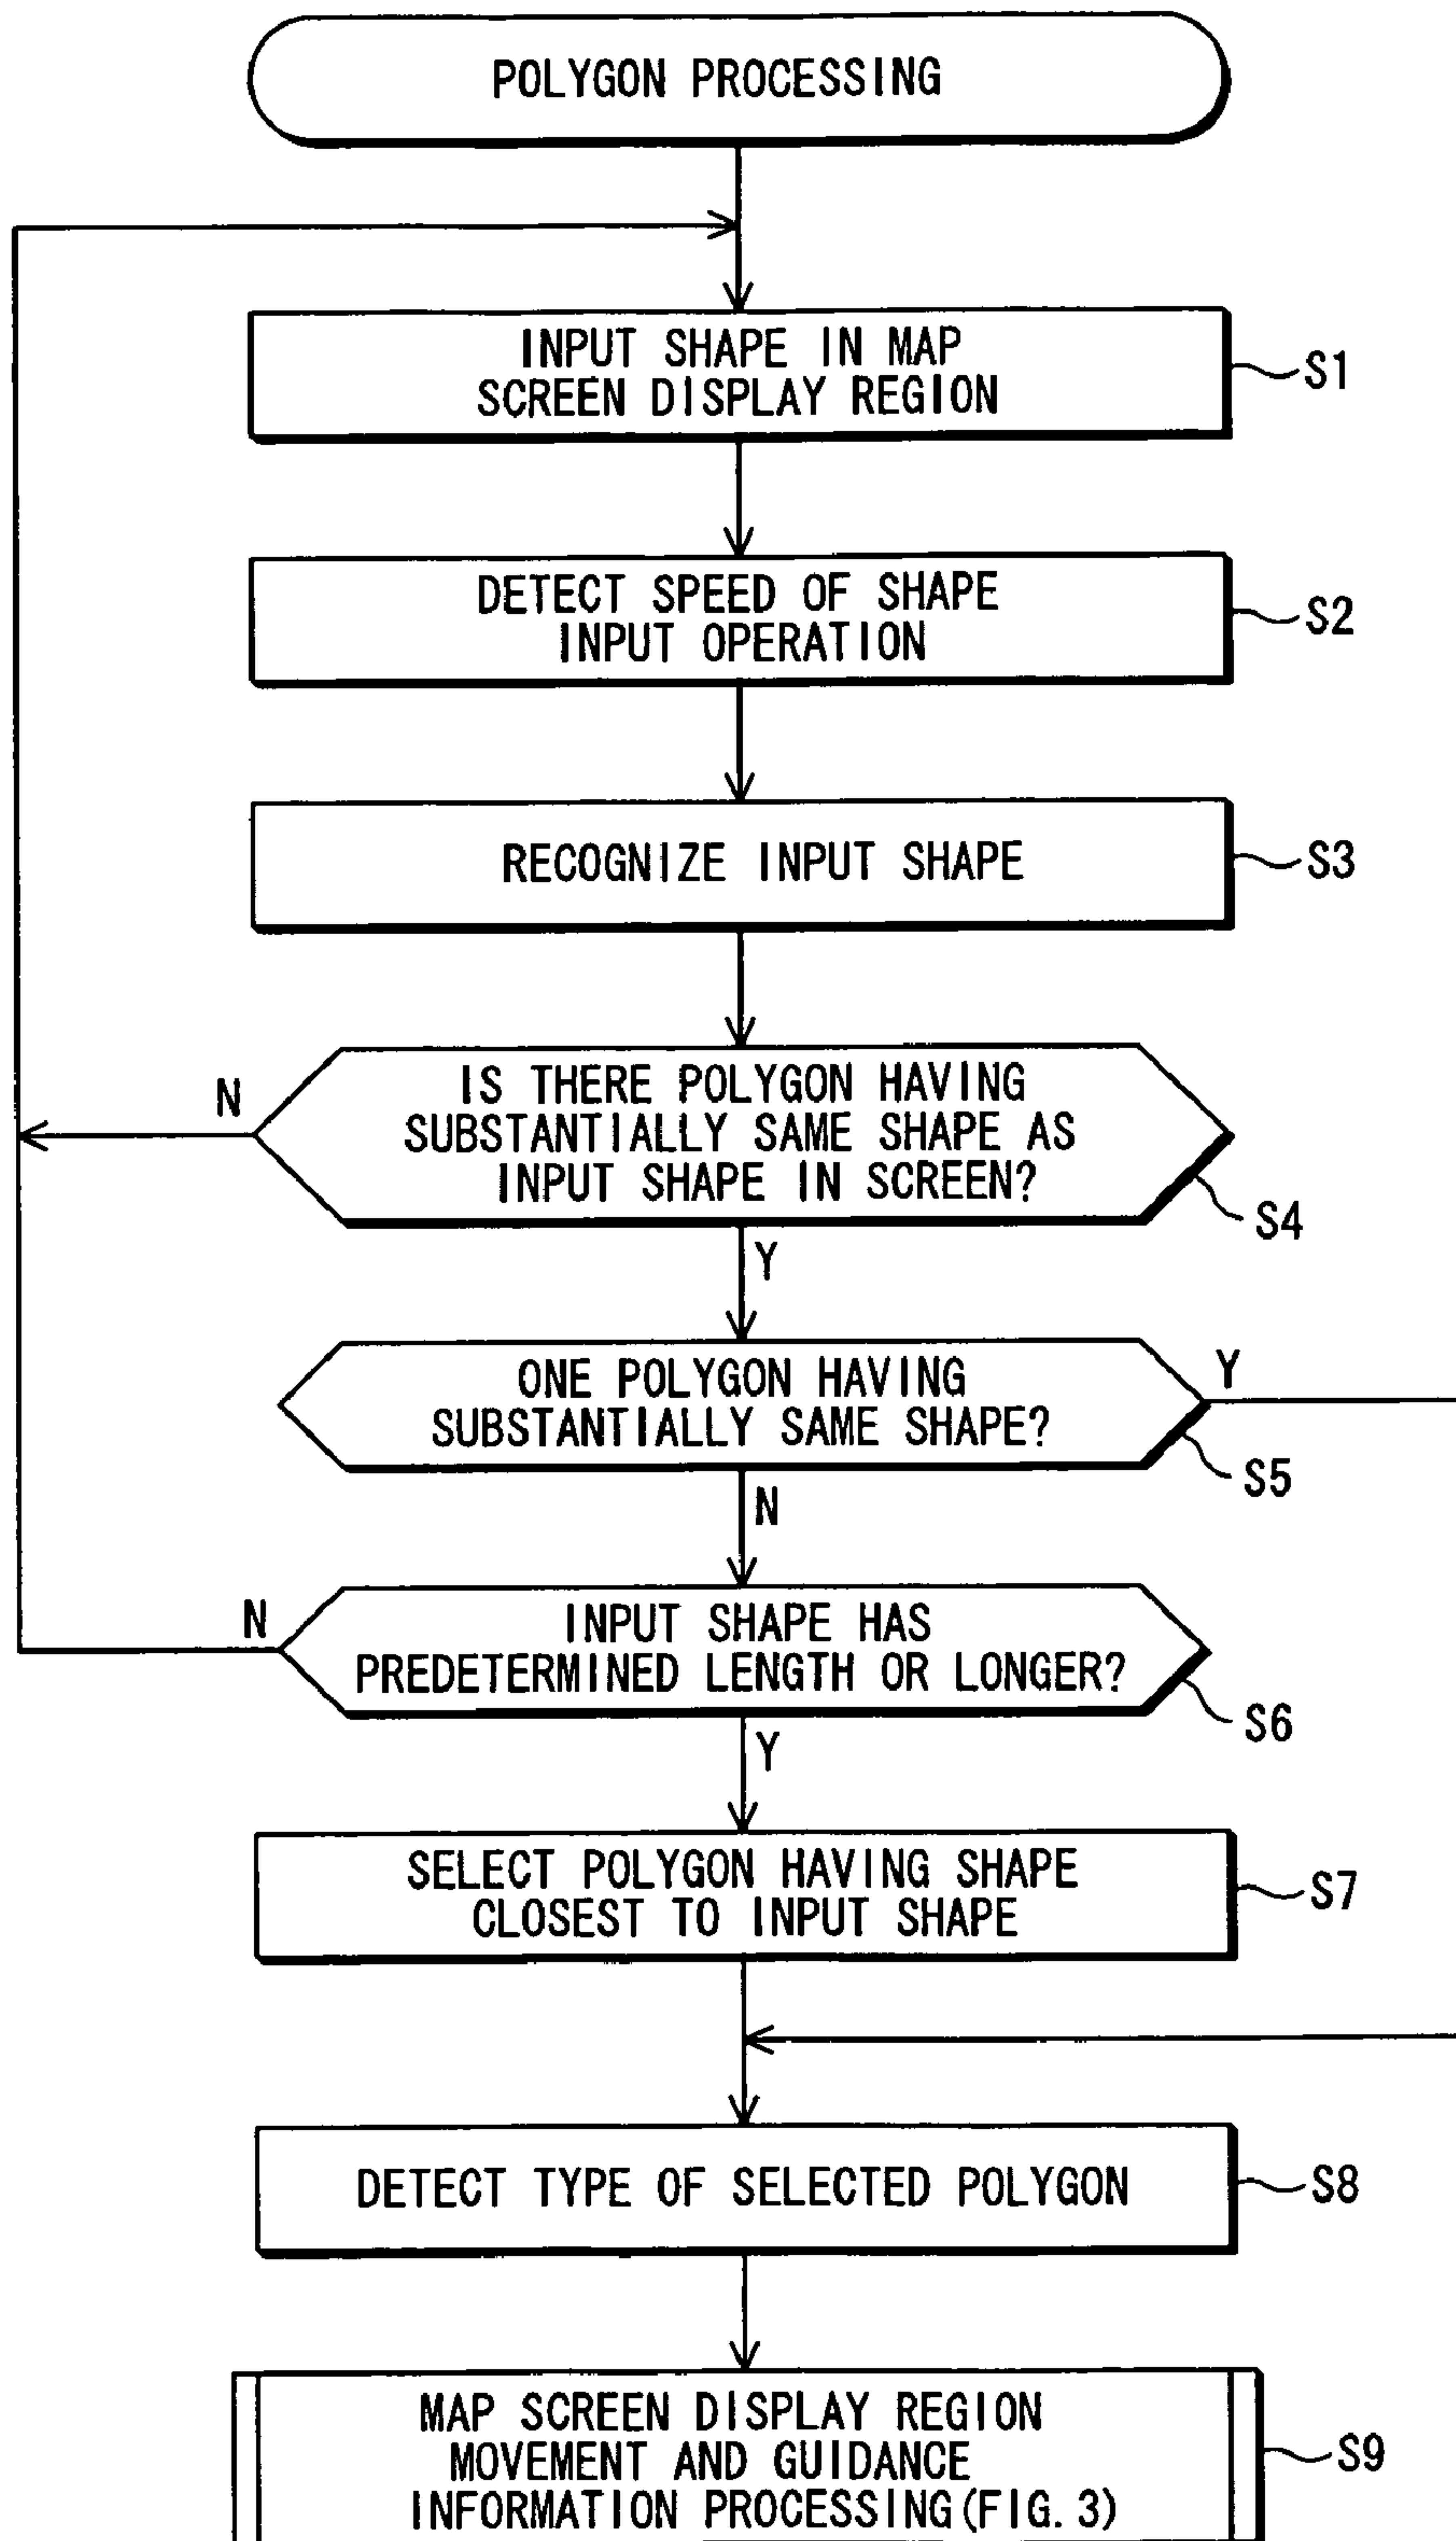 POLYGON PROCESSING
INPUT SHAPE IN MAP
SCREEN DISPLAY REGION
S1
DETECT SPEED OF SHAPE
INPUT OPERATION
S2
RECOGNIZE INPUT SHAPE
S3
IS THERE POLYGON HAVING
SUBSTANTIALLY SAME SHAPE AS
INPUT SHAPE IN SCREEN?
N
S4
Y
ONE POLYGON HAVING
SUBSTANTIALLY SAME SHAPE?
Y
S5
N
INPUT SHAPE HAS
PREDETERMINED LENGTH OR LONGER?
N
S6
Y
SELECT POLYGON HAVING SHAPE
CLOSEST TO INPUT SHAPE
S7
DETECT TYPE OF SELECTED POLYGON
S8
MAP SCREEN DISPLAY REGION
MOVEMENT AND GUIDANCE
INFORMATION PROCESSING(FIG.3)
S9